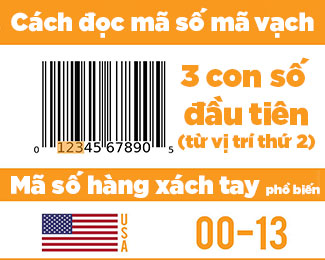 Cách đọc mã số mã vạch
3 con số
đầu tiên
(từ vị trí thứ 2)
0 12345 67890 5
Mã số hàng xách tay phổ biến
USA
00-13